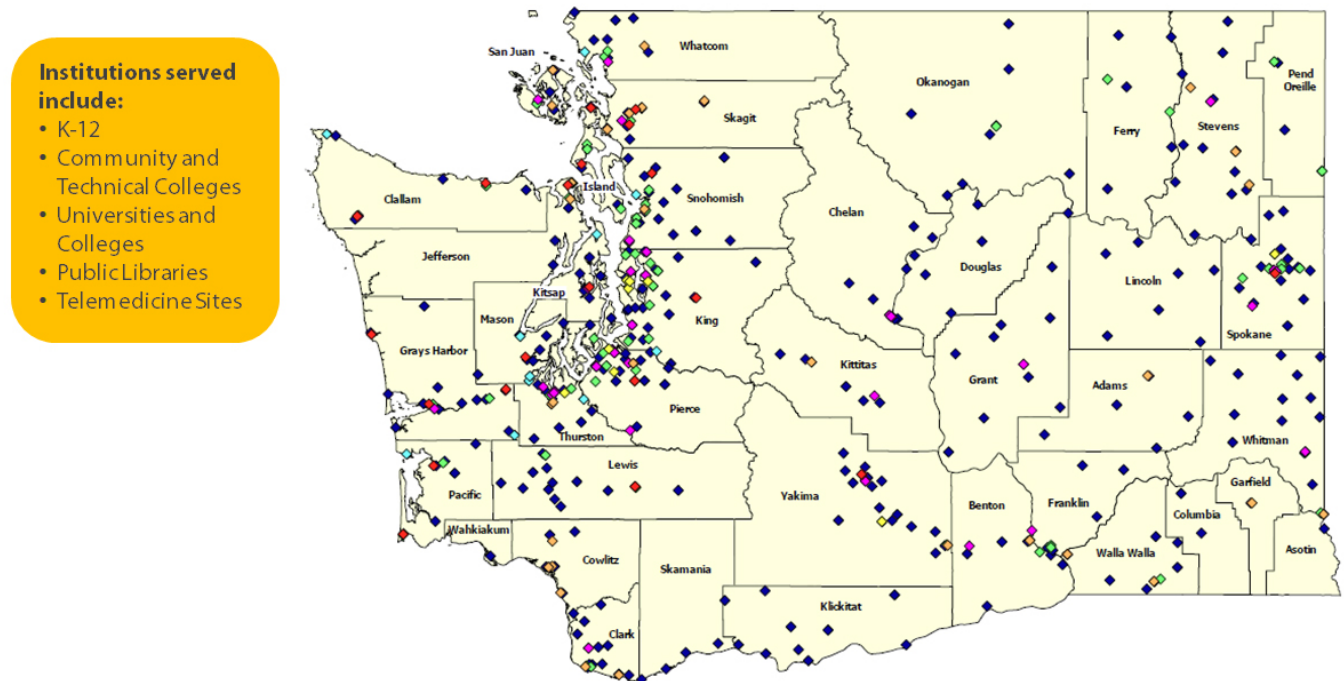 Institutions served
include:
• K-12
• Community and
Technical Colleges
• Universities and
Colleges
• Public Libraries
• Telemedicine Sites
San Juan
Whatcom
Okanogan
Pend
Oreille
Skagit
Ferry
Stevens
Island
Clallam
Snohomish
Chelan
Jefferson
Douglas
Lincoln
Kitsap
Mason
King
Spokane
Grays Harbor
Kittitas
Grant
Adams
Pierce
Thurston
Whitman
Lewis
Pacific
Yakima
Benton
Franklin
Garfield
Columbia
Wahkiakum
Cowlitz
Walla Walla
Asotin
Skamania
Klickitat
Clark